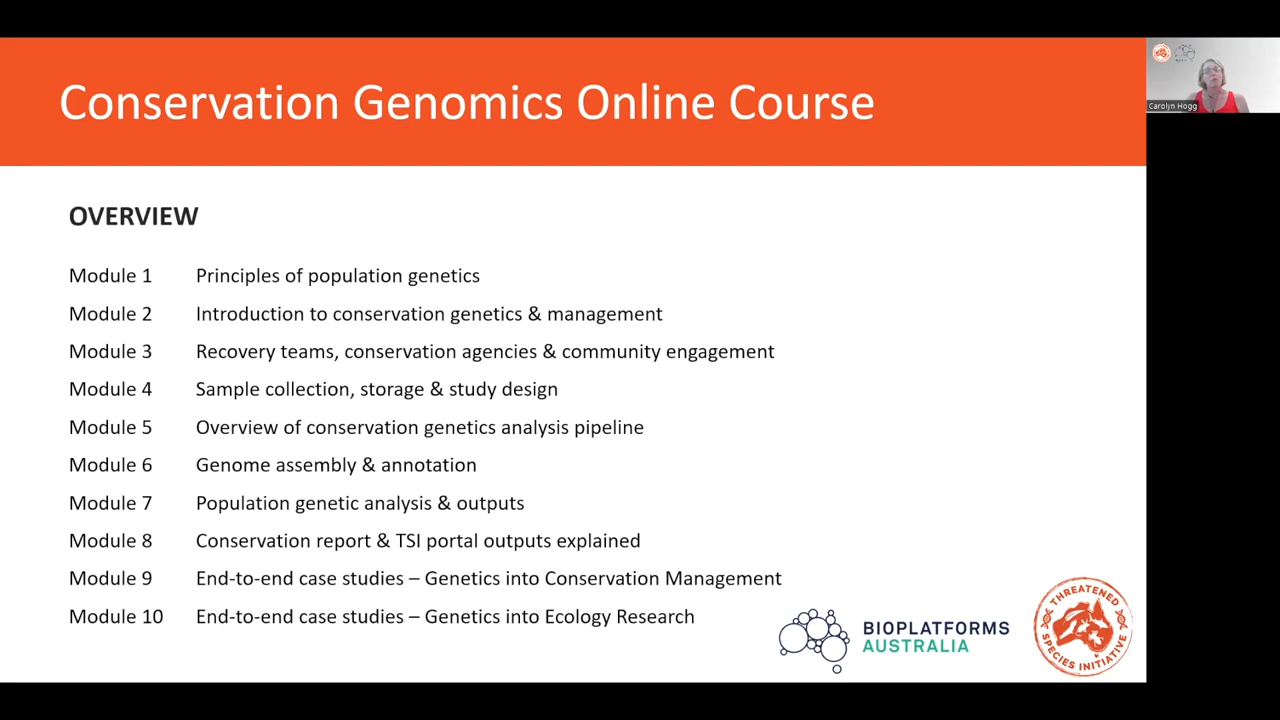 Conservation Genomics Online Course
Carolyn Hogg
OVERVIEW
Module 1 Principles of population genetics
Module 2 Introduction to conservation genetics & management
Module 3 Recovery teams, conservation agencies & community engagement
Module 4 Sample collection, storage & study design
Module 5 Overview of conservation genetics analysis pipeline
Module 6 Genome assembly & annotation
Module 7 Population genetic analysis & outputs
Module 8 Conservation report & TSI portal outputs explained
Module 9 End-to-end case studies – Genetics into Conservation Management
Module 10 End-to-end case studies – Genetics into Ecology Research
BIOPLATFORMS
AUSTRALIA
THREATENED
SPECIES INITIATIVE